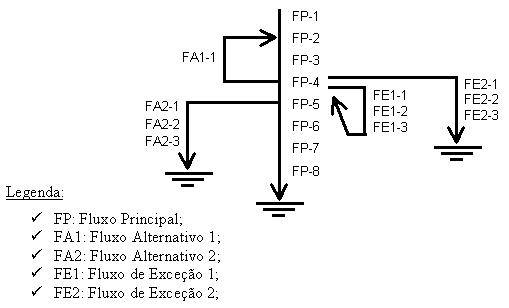 FP-1
FP-2
FA1-1
FP-3
FP-4
FE1-1
FE1-2
FE1-3
FE2-1
FE2-2
FE2-3
FA2-1
FA2-2
FA2-3
FP-5
FP-6
FP-7
FP-8
Legenda:
✓ FP: Fluxo Principal;
✓ FA1: Fluxo Alternativo 1;
✓ FA2: Fluxo Alternativo 2;
✓ FE1: Fluxo de Exceção 1;
✓ FE2: Fluxo de Exceção 2;